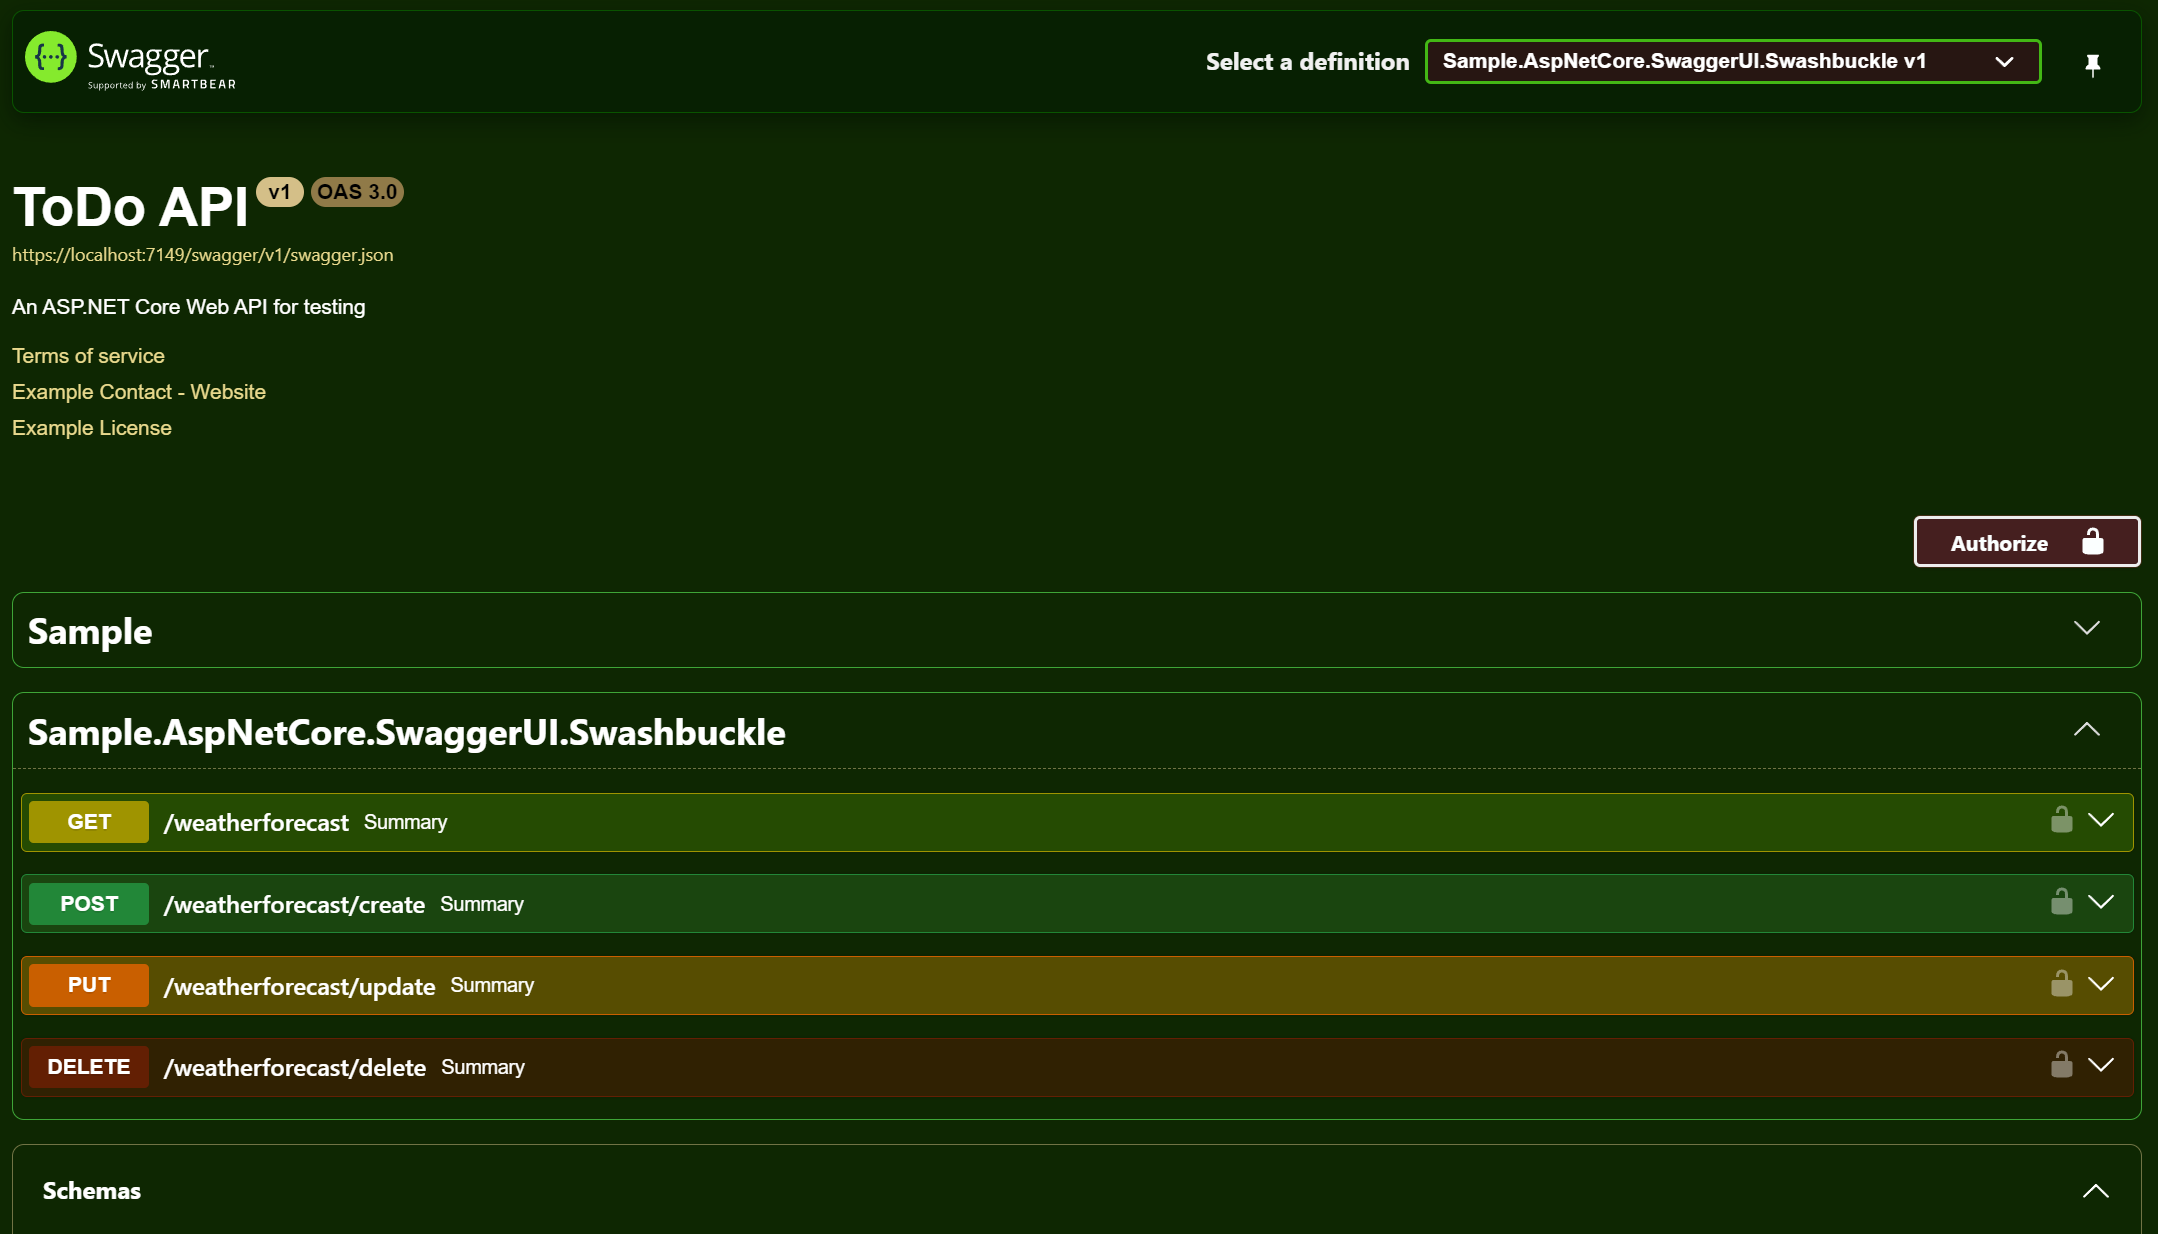 Swagger
Supported by SMARTBEAR
Select a definition
Sample.AspNetCore.SwaggerUI.Swashbuckle v1
ToDo API v1 OAS 3.0
https://localhost:7149/swagger/v1/swagger.json
An ASP.NET Core Web API for testing
Terms of service
Example Contact - Website
Example License
Authorize
Sample
Sample.AspNetCore.SwaggerUI.Swashbuckle
GET /weatherforecast Summary
POST /weatherforecast/create Summary
PUT /weatherforecast/update Summary
DELETE /weatherforecast/delete Summary
Schemas